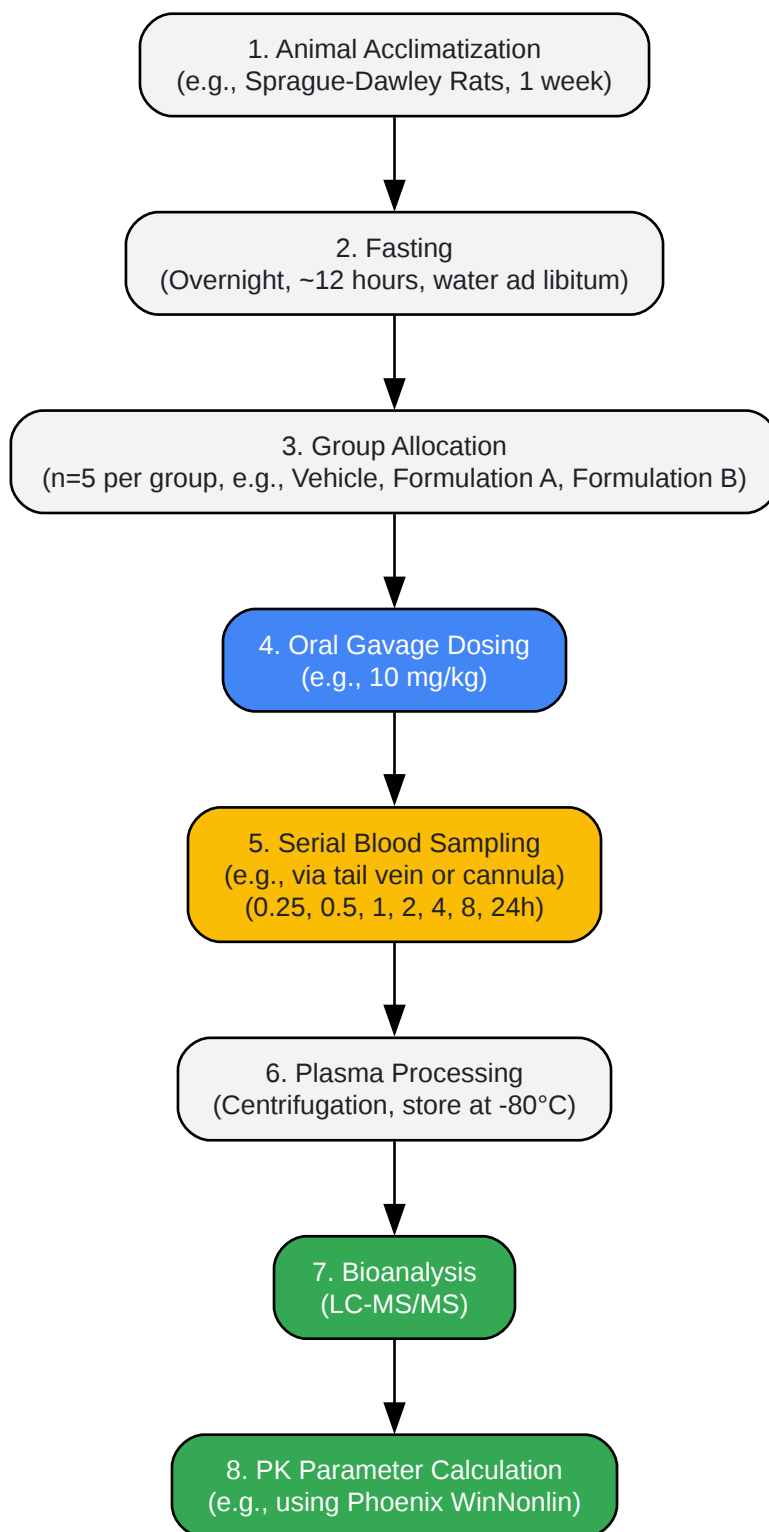 1. Animal Acclimatization
(e.g., Sprague-Dawley Rats, 1 week)
2. Fasting
(Overnight, ~12 hours, water ad libitum)
3. Group Allocation
(n=5 per group, e.g., Vehicle, Formulation A, Formulation B)
4. Oral Gavage Dosing
(e.g., 10 mg/kg)
5. Serial Blood Sampling
(e.g., via tail vein or cannula)
(0.25, 0.5, 1, 2, 4, 8, 24h)
6. Plasma Processing
(Centrifugation, store at -80°C)
7. Bioanalysis
(LC-MS/MS)
8. PK Parameter Calculation
(e.g., using Phoenix WinNonlin)